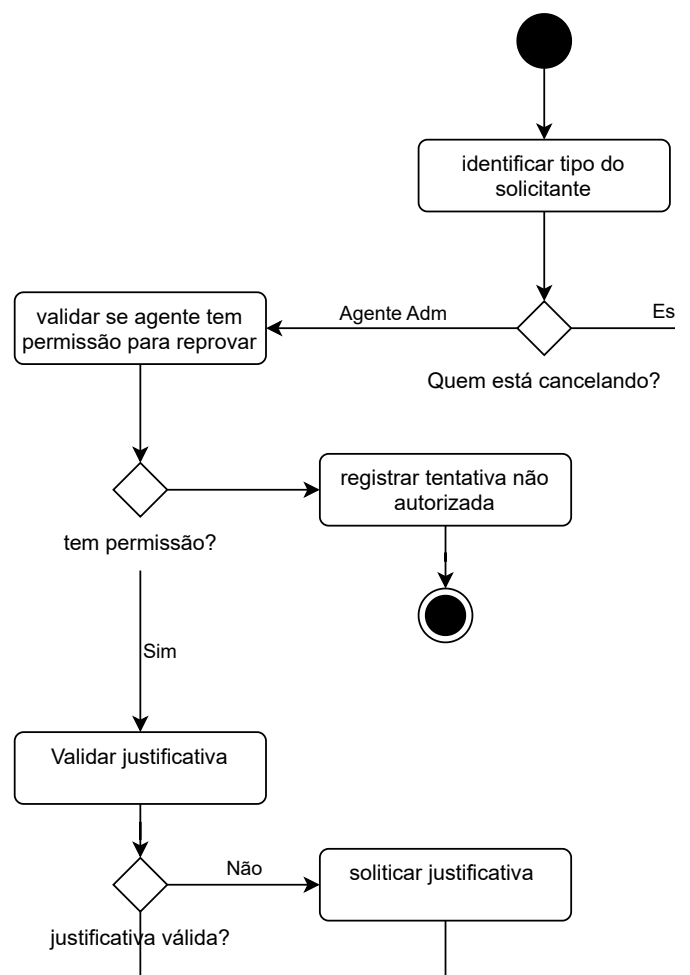 identificar tipo do
solicitante
Agente Adm
Es
validar se agente tem
permissão para reprovar
Quem está cancelando?
registrar tentativa não
autorizada
tem permissão?
Sim
Validar justificativa
Não
soliticar justificativa
justificativa válida?